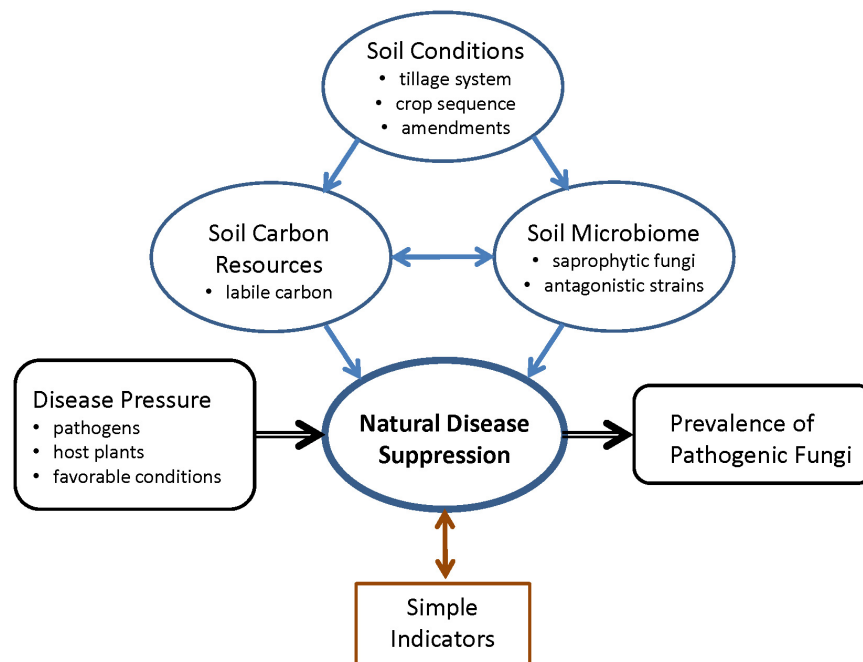 Soil Conditions
• tillage system
• crop sequence
• amendments
Soil Carbon
Resources
• labile carbon
Soil Microbiome
• saprophytic fungi
• antagonistic strains
Disease Pressure
• pathogens
• host plants
• favorable conditions
Natural Disease
Suppression
Prevalence of
Pathogenic Fungi
Simple
Indicators